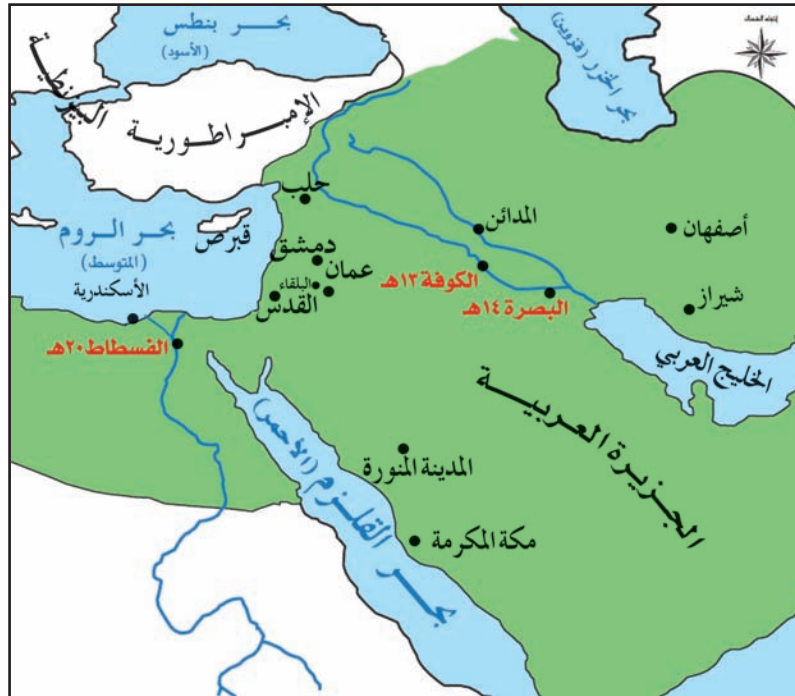 إتجاه الشمال
بحر بنطس
(الأسود)
بحر الخزر (قزوين)
الإمبراطورية
البيزنطية
حلب
المدائن
أصفهان
قبرص
بحر الروم
(المتوسط)
دمشق
عمان
البلقاء
القدس
الكوفة ١٣هـ
البصرة ١٤هـ
شيراز
الأسكندرية
الفسطاط ٢٠هـ
الخليج العربي
الجزيرة العربية
المدينة المنورة
بحر القلزم (الأحمر)
مكة المكرمة